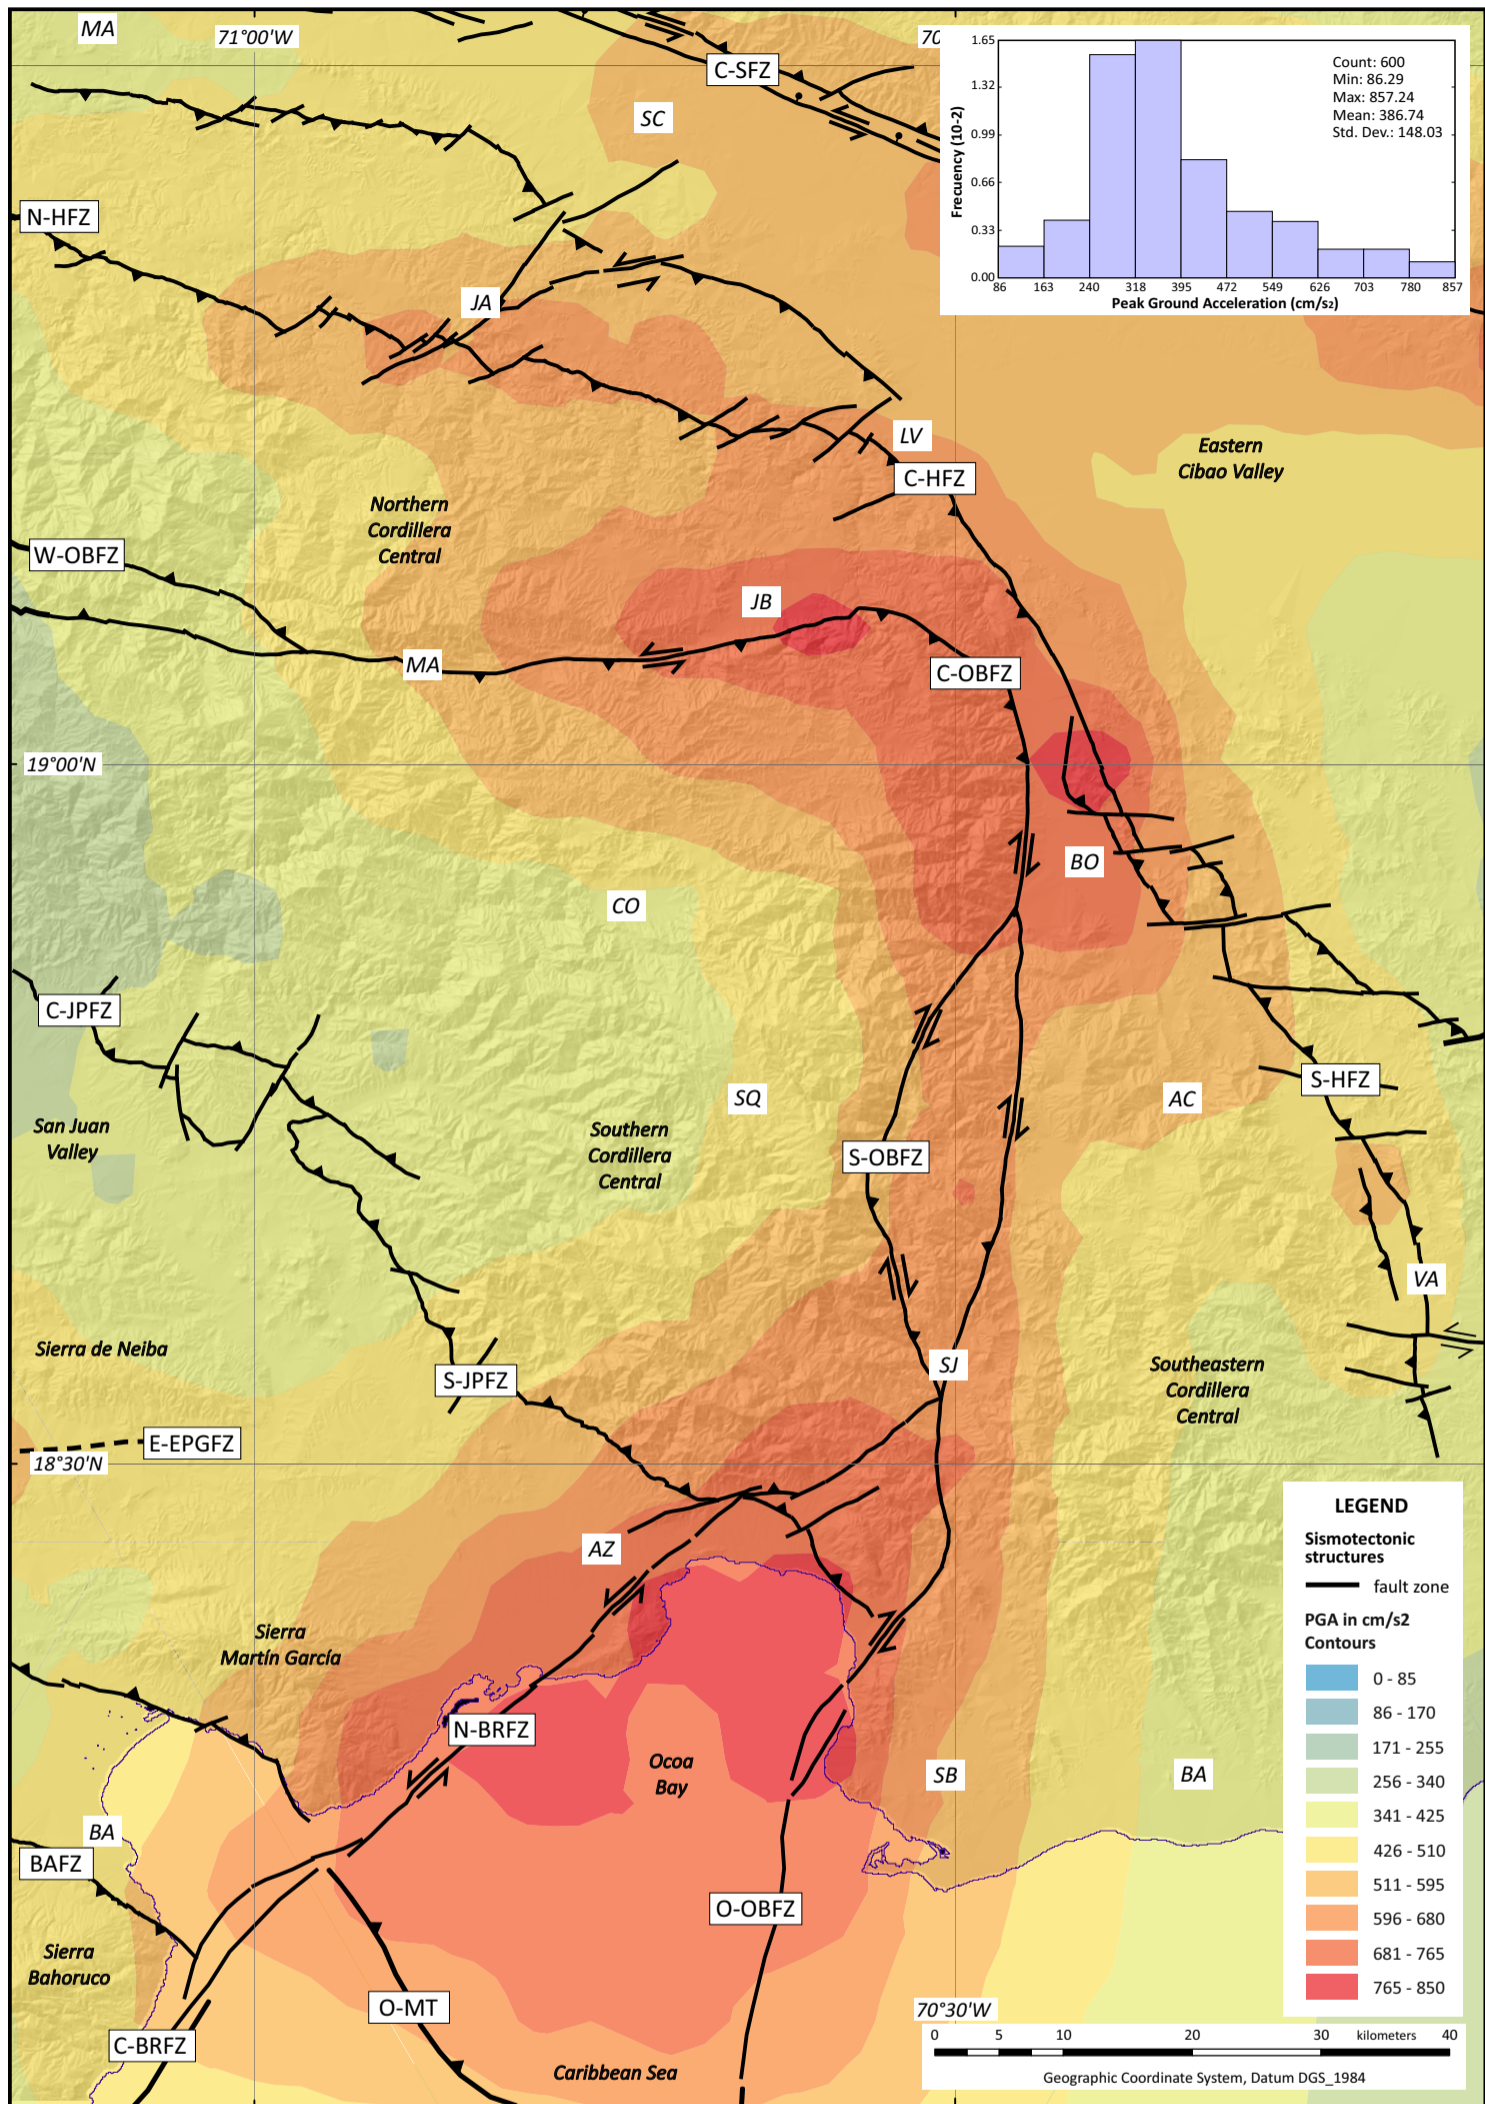 MA
71°00'W
C-SFZ
70
SC
N-HFZ
JA
1.65
1.32
0.99
0.66
0.33
0.00
Frecuency (10-2)
Count: 600
Min: 86.29
Max: 857.24
Mean: 386.74
Std. Dev.: 148.03
86 163 240 318 395 472 549 626 703 780 857
Peak Ground Acceleration (cm/s2)
LV
Eastern
Cibao Valley
C-HFZ
Northern
Cordillera
Central
W-OBFZ
JB
MA
C-OBFZ
19°00'N
BO
CO
C-JPFZ
S-HFZ
SQ
AC
San Juan
Valley
Southern
Cordillera
Central
S-OBFZ
VA
Sierra de Neiba
SJ
S-JPFZ
Southeastern
Cordillera
Central
E-EPGFZ
18°30'N
AZ
Sierra
Martín García
N-BRFZ
Ocoa
Bay
SB
BA
BA
BAFZ
O-OBFZ
Sierra
Bahoruco
O-MT
C-BRFZ
Caribbean Sea
70°30'W
LEGEND
Sismotectonic
structures
fault zone
PGA in cm/s2
Contours
0 - 85
86 - 170
171 - 255
256 - 340
341 - 425
426 - 510
511 - 595
596 - 680
681 - 765
765 - 850
0 5 10 20 30 kilometers 40
Geographic Coordinate System, Datum DGS_1984